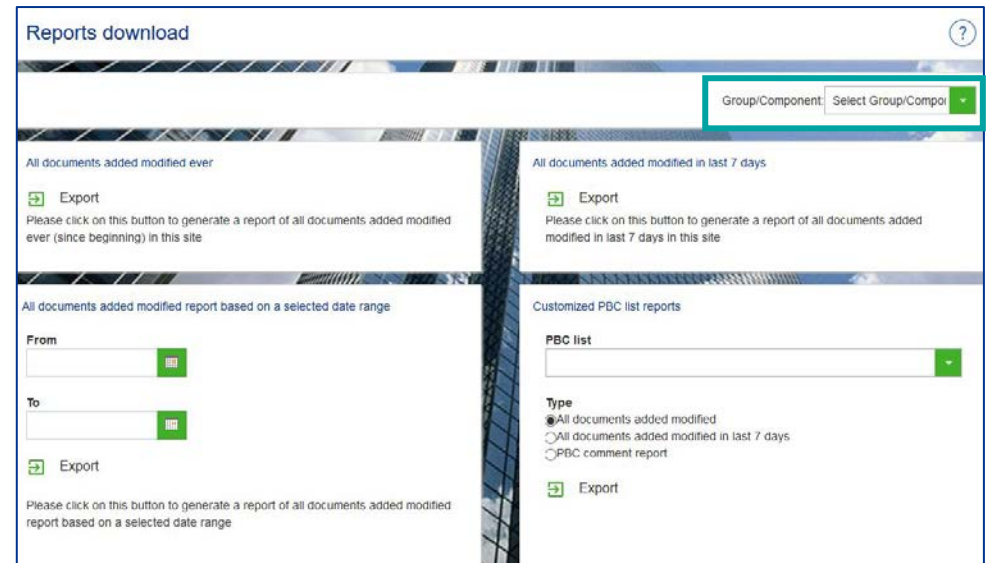 Reports download
?
Group/Component: Select Group/Compor
All documents added modified ever
Export
Please click on this button to generate a report of all documents added modified
ever (since beginning) in this site
All documents added modified in last 7 days
Export
Please click on this button to generate a report of all documents added
modified in last 7 days in this site
All documents added modified report based on a selected date range
From
To
Export
Please click on this button to generate a report of all documents added modified
report based on a selected date range
Customized PBC list reports
PBC list
Type
All documents added modified
All documents added modified in last 7 days
PBC comment report
Export